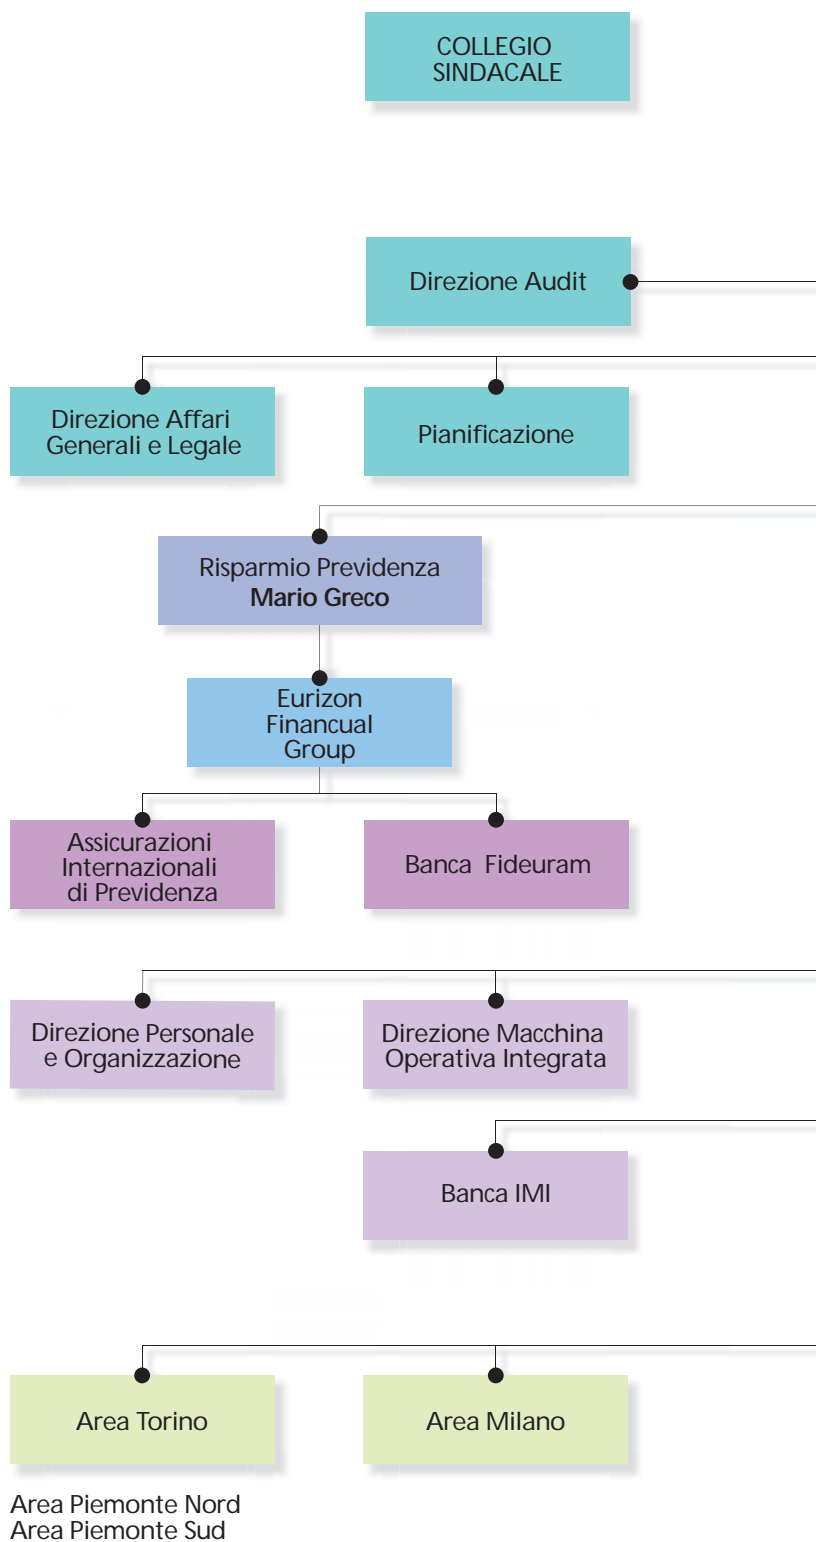 COLLEGIO
SINDACALE
Direzione Audit
Direzione Affari
Generali e Legale
Pianificazione
Risparmio Previdenza
Mario Greco
Eurizon
Financual
Group
Assicurazioni
Internazionali
di Previdenza
Banca Fideuram
Direzione Personale
e Organizzazione
Direzione Macchina
Operativa Integrata
Banca IMI
Area Torino
Area Milano
Area Piemonte Nord
Area Piemonte Sud